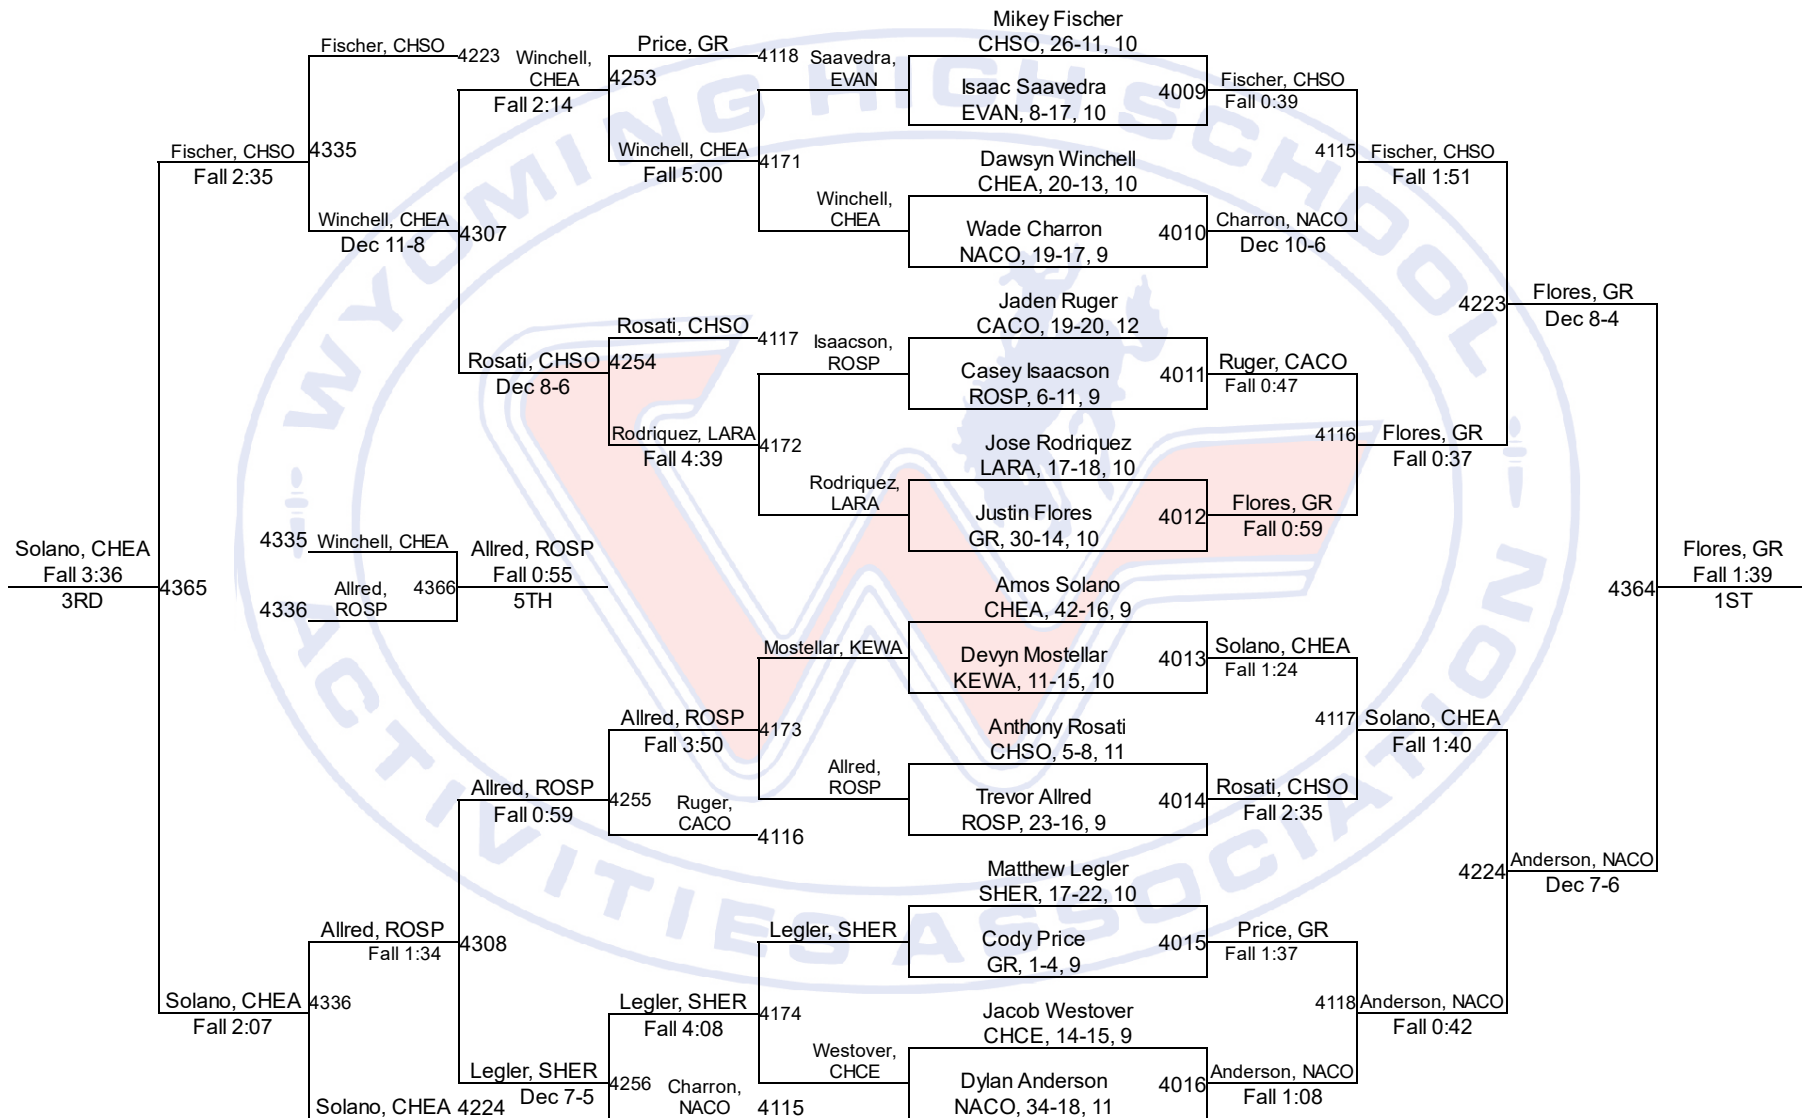 WYOMING HIGH SCHOOL
ACTIVITIES ASSOCIATION
Mikey Fischer
CHSO, 26-11, 10
Isaac Saavedra
EVAN, 8-17, 10
4009
Dawsyn Winchell
CHEA, 20-13, 10
Wade Charron
NACO, 19-17, 9
4010
Jaden Ruger
CACO, 19-20, 12
Casey Isaacson
ROSP, 6-11, 9
4011
Jose Rodriquez
LARA, 17-18, 10
Justin Flores
GR, 30-14, 10
4012
Amos Solano
CHEA, 42-16, 9
Devyn Mostellar
KEWA, 11-15, 10
4013
Anthony Rosati
CHSO, 5-8, 11
Trevor Allred
ROSP, 23-16, 9
4014
Matthew Legler
SHER, 17-22, 10
Cody Price
GR, 1-4, 9
4015
Jacob Westover
CHCE, 14-15, 9
Dylan Anderson
NACO, 34-18, 11
4016
Fischer, CHSO
Fall 0:39
Charron, NACO
Dec 10-6
Ruger, CACO
Fall 0:47
Flores, GR
Fall 0:59
Solano, CHEA
Fall 1:24
Rosati, CHSO
Fall 2:35
Price, GR
Fall 1:37
Anderson, NACO
Fall 1:08
4115
Fischer, CHSO
Fall 1:51
4116
Flores, GR
Fall 0:37
4117
Solano, CHEA
Fall 1:40
4118
Anderson, NACO
Fall 0:42
4223
Flores, GR
Dec 8-4
4224
Anderson, NACO
Dec 7-6
4364
Flores, GR
Fall 1:39
1ST
Saavedra,
EVAN
Winchell,
CHEA
Isaacson,
ROSP
Rodriquez,
LARA
Mostellar, KEWA
Allred,
ROSP
Legler, SHER
Westover,
CHCE
Price, GR
4118
Winchell, CHEA
Fall 5:00
4171
Rosati, CHSO
4117
Rodriquez, LARA
Fall 4:39
4172
Allred, ROSP
Fall 3:50
4173
Ruger,
CACO
4116
Legler, SHER
Fall 4:08
4174
Charron,
NACO
4115
Winchell,
CHEA
Fall 2:14
4253
Rosati, CHSO
Dec 8-6
4254
Allred, ROSP
Fall 0:59
4255
Legler, SHER
Dec 7-5
4256
Fischer, CHSO
4223
Winchell, CHEA
Dec 11-8
4307
Allred, ROSP
Fall 1:34
4308
Solano, CHEA
4224
Fischer, CHSO
Fall 2:35
4335
Solano, CHEA
Fall 2:07
4336
Solano, CHEA
Fall 3:36
3RD
4365
4335
Winchell, CHEA
4336
Allred,
ROSP
4366
Allred, ROSP
Fall 0:55
5TH